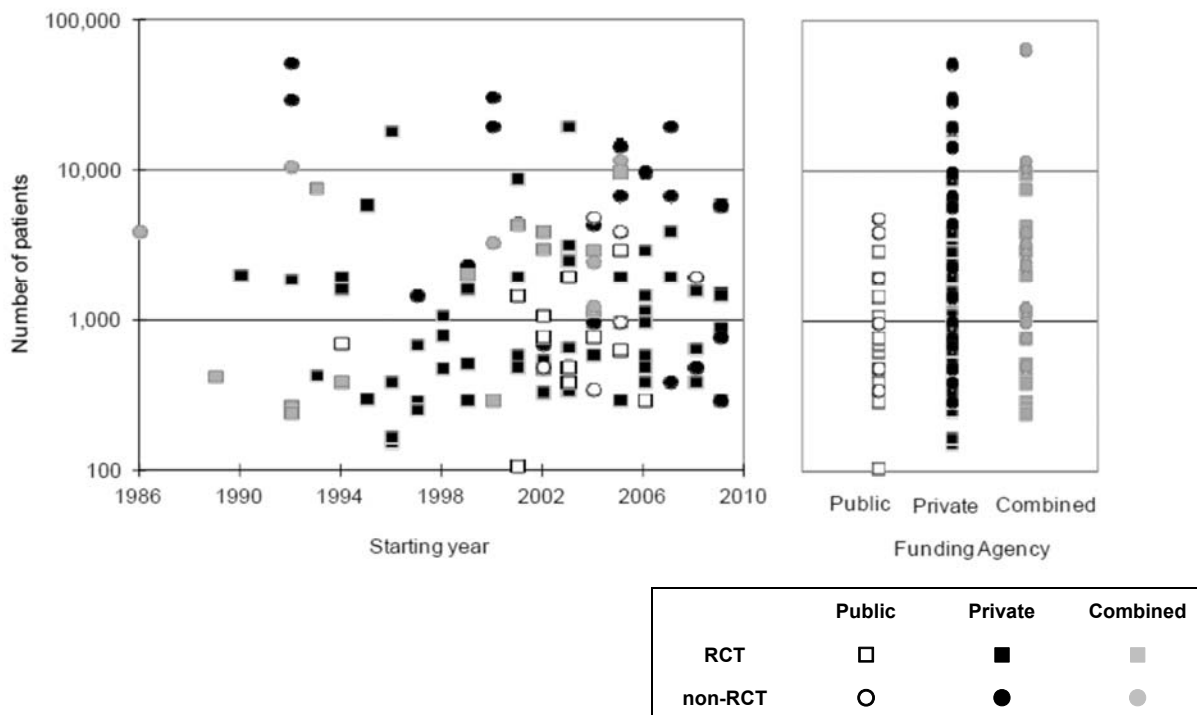 100,000
10,000
1,000
100
Number of patients
1986 1990 1994 1998 2002 2006 2010
Starting year
Public Private Combined
Funding Agency
Public Private Combined
RCT
non-RCT